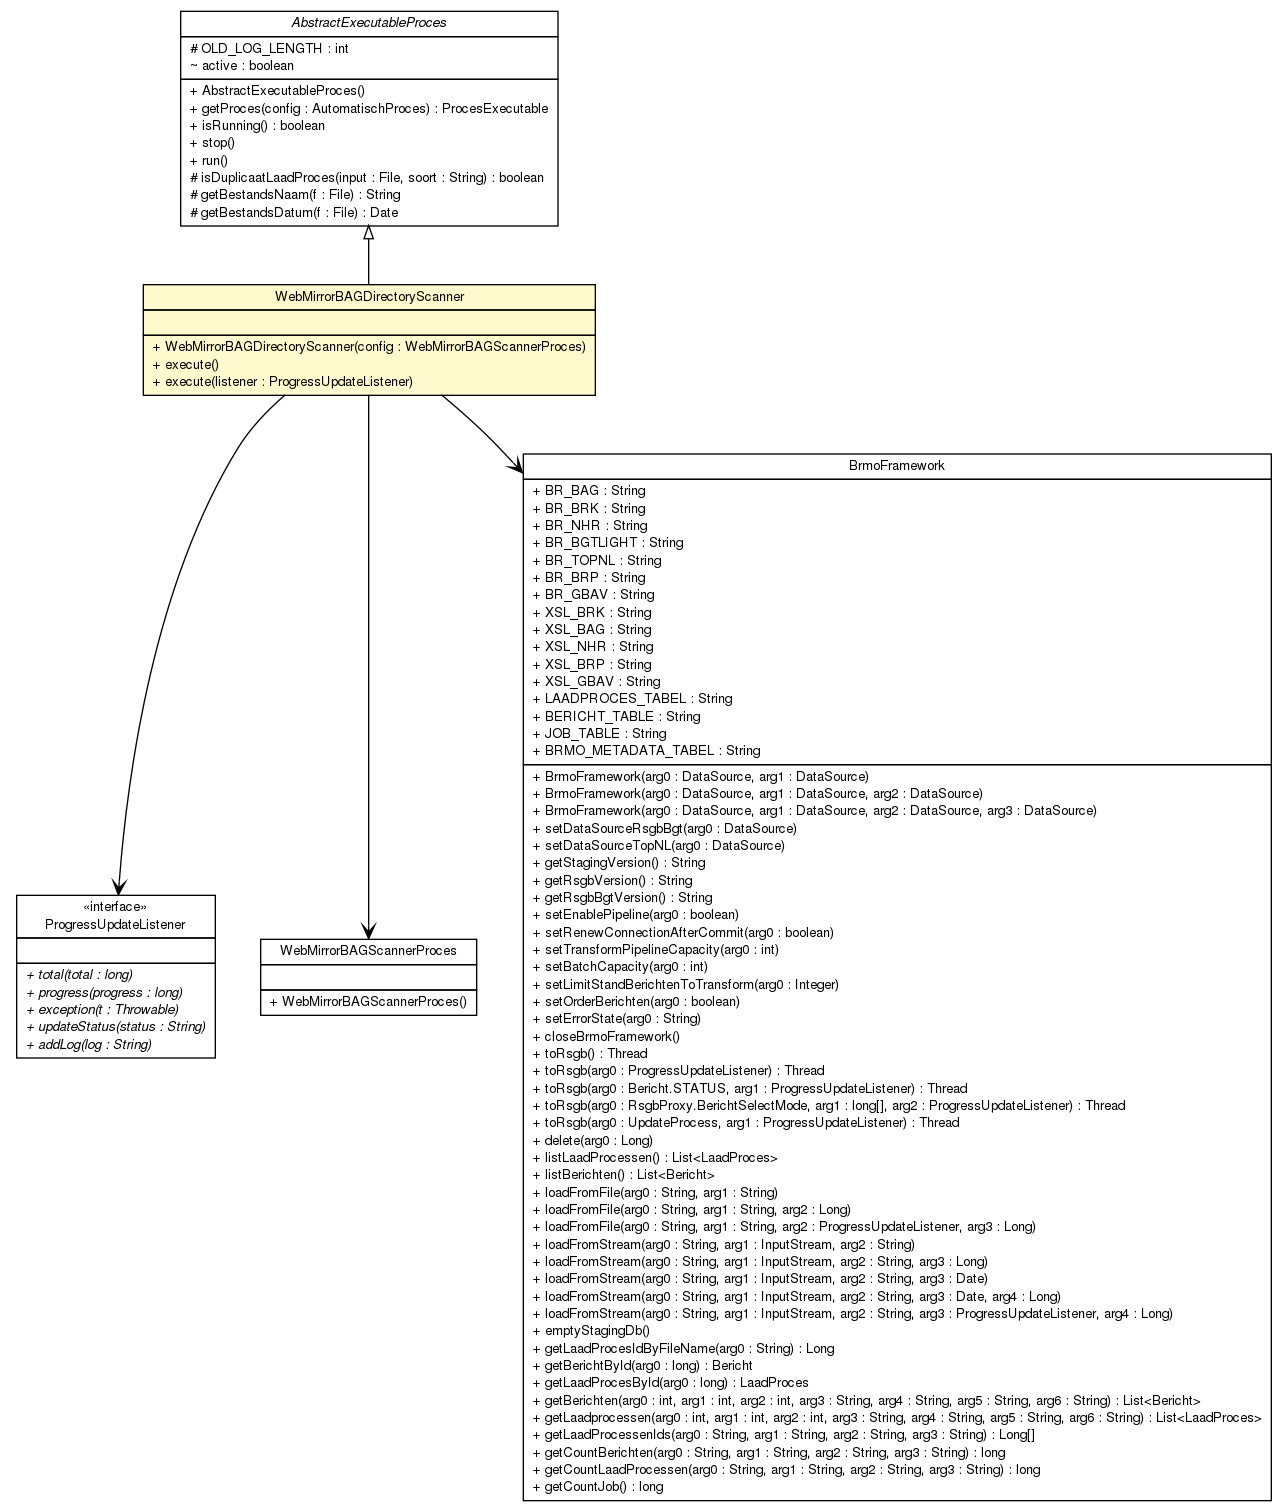 AbstractExecutableProces
# OLD_LOG_LENGTH : int
~ active : boolean
+ AbstractExecutableProces()
+ getProces(config : AutomatischProces) : ProcesExecutable
+ isRunning() : boolean
+ stop()
+ run()
# isDuplicaatLaadProces(input : File, soort : String) : boolean
# getBestandsNaam(f : File) : String
# getBestandsDatum(f : File) : Date
WebMirrorBAGDirectoryScanner
+ WebMirrorBAGDirectoryScanner(config : WebMirrorBAGScannerProces)
+ execute()
+ execute(listener : ProgressUpdateListener)
«interface»
ProgressUpdateListener
+ total(total : long)
+ progress(progress : long)
+ exception(t : Throwable)
+ updateStatus(status : String)
+ addLog(log : String)
WebMirrorBAGScannerProces
+ WebMirrorBAGScannerProces()
BrmoFramework
+ BR_BAG : String
+ BR_BRK : String
+ BR_NHR : String
+ BR_BGTLIGHT : String
+ BR_TOPNL : String
+ BR_BRP : String
+ BR_GBAV : String
+ XSL_BRK : String
+ XSL_BAG : String
+ XSL_NHR : String
+ XSL_BRP : String
+ XSL_GBAV : String
+ LAADPROCES_TABEL : String
+ BERICHT_TABLE : String
+ JOB_TABLE : String
+ BRMO_METADATA_TABEL : String
+ BrmoFramework(arg0 : DataSource, arg1 : DataSource)
+ BrmoFramework(arg0 : DataSource, arg1 : DataSource, arg2 : DataSource)
+ BrmoFramework(arg0 : DataSource, arg1 : DataSource, arg2 : DataSource, arg3 : DataSource)
+ setDataSourceRsgbBgt(arg0 : DataSource)
+ setDataSourceTopNL(arg0 : DataSource)
+ getStagingVersion() : String
+ getRsgbVersion() : String
+ getRsgbBgtVersion() : String
+ setEnablePipeline(arg0 : boolean)
+ setRenewConnectionAfterCommit(arg0 : boolean)
+ setTransformPipelineCapacity(arg0 : int)
+ setBatchCapacity(arg0 : int)
+ setLimitStandBerichtenToTransform(arg0 : Integer)
+ setOrderBerichten(arg0 : boolean)
+ setErrorState(arg0 : String)
+ closeBrmoFramework()
+ toRsgb() : Thread
+ toRsgb(arg0 : ProgressUpdateListener) : Thread
+ toRsgb(arg0 : Bericht.STATUS, arg1 : ProgressUpdateListener) : Thread
+ toRsgb(arg0 : RsgbProxy.BerichtSelectMode, arg1 : long[], arg2 : ProgressUpdateListener) : Thread
+ toRsgb(arg0 : UpdateProcess, arg1 : ProgressUpdateListener) : Thread
+ delete(arg0 : Long)
+ listLaadProcessen() : List<LaadProces>
+ listBerichten() : List<Bericht>
+ loadFromFile(arg0 : String, arg1 : String)
+ loadFromFile(arg0 : String, arg1 : String, arg2 : Long)
+ loadFromFile(arg0 : String, arg1 : String, arg2 : ProgressUpdateListener, arg3 : Long)
+ loadFromStream(arg0 : String, arg1 : InputStream, arg2 : String)
+ loadFromStream(arg0 : String, arg1 : InputStream, arg2 : String, arg3 : Long)
+ loadFromStream(arg0 : String, arg1 : InputStream, arg2 : String, arg3 : Date)
+ loadFromStream(arg0 : String, arg1 : InputStream, arg2 : String, arg3 : Date, arg4 : Long)
+ loadFromStream(arg0 : String, arg1 : InputStream, arg2 : String, arg3 : ProgressUpdateListener, arg4 : Long)
+ emptyStagingDb()
+ getLaadProcesIdByFileName(arg0 : String) : Long
+ getBerichtById(arg0 : long) : Bericht
+ getLaadProcesById(arg0 : long) : LaadProces
+ getBerichten(arg0 : int, arg1 : int, arg2 : int, arg3 : String, arg4 : String, arg5 : String, arg6 : String) : List<Bericht>
+ getLaadprocessen(arg0 : int, arg1 : int, arg2 : int, arg3 : String, arg4 : String, arg5 : String, arg6 : String) : List<LaadProces>
+ getLaadProcessenIds(arg0 : String, arg1 : String, arg2 : String, arg3 : String) : Long[]
+ getCountBerichten(arg0 : String, arg1 : String, arg2 : String, arg3 : String) : long
+ getCountLaadProcessen(arg0 : String, arg1 : String, arg2 : String, arg3 : String) : long
+ getCountJob() : long